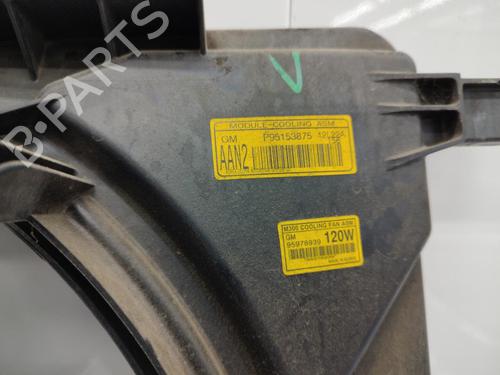 V
MODULE-COOLING ASM
GM P95153875
AAN2
M300 COOLING FAN ASM
GM
95978939 120W
B-PARTS